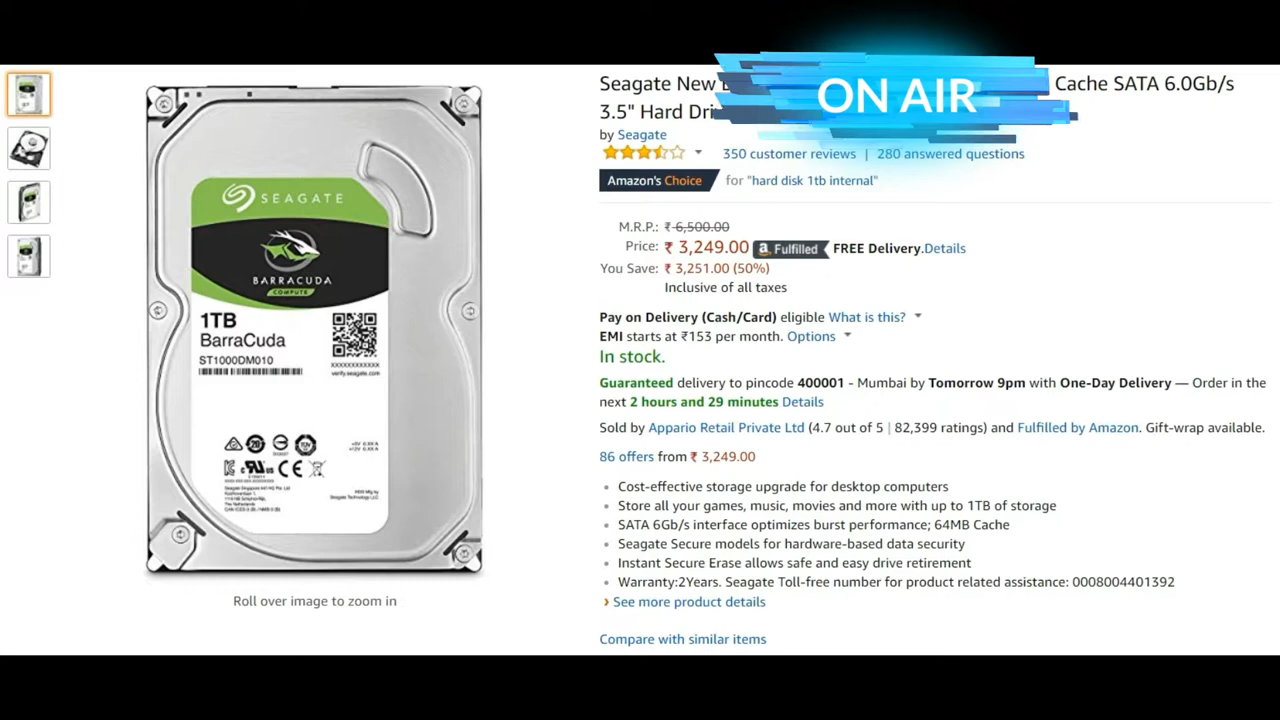 ON AIR
Seagate New Cache SATA 6.0Gb/s
3.5" Hard
by Seagate
350 customer reviews | 280 answered questions
Amazon's Choice for "hard disk 1tb internal"
M.R.P.: ₹ 6,500.00
Price: ₹ 3,249.00 a Fulfilled FREE Delivery.Details
You Save: ₹ 3,251.00 (50%)
Inclusive of all taxes
Pay on Delivery (Cash/Card) eligible What is this?
EMI starts at ₹153 per month. Options
In stock.
Guaranteed delivery to pincode 400001 - Mumbai by Tomorrow 9pm with One-Day Delivery — Order in the
next 2 hours and 29 minutes Details
Sold by Appario Retail Private Ltd (4.7 out of 5 | 82,399 ratings) and Fulfilled by Amazon. Gift-wrap available.
86 offers from ₹ 3,249.00
Cost-effective storage upgrade for desktop computers
Store all your games, music, movies and more with up to 1TB of storage
SATA 6Gb/s interface optimizes burst performance; 64MB Cache
Seagate Secure models for hardware-based data security
Instant Secure Erase allows safe and easy drive retirement
Warranty:2Years. Seagate Toll-free number for product related assistance: 0008004401392
See more product details
Compare with similar items
SEAGATE
BARRACUDA
COMPUTE
1TB
BarraCuda
ST1000DM010
XXXXXXXXXXXX
verify.seagate.com
Roll over image to zoom in